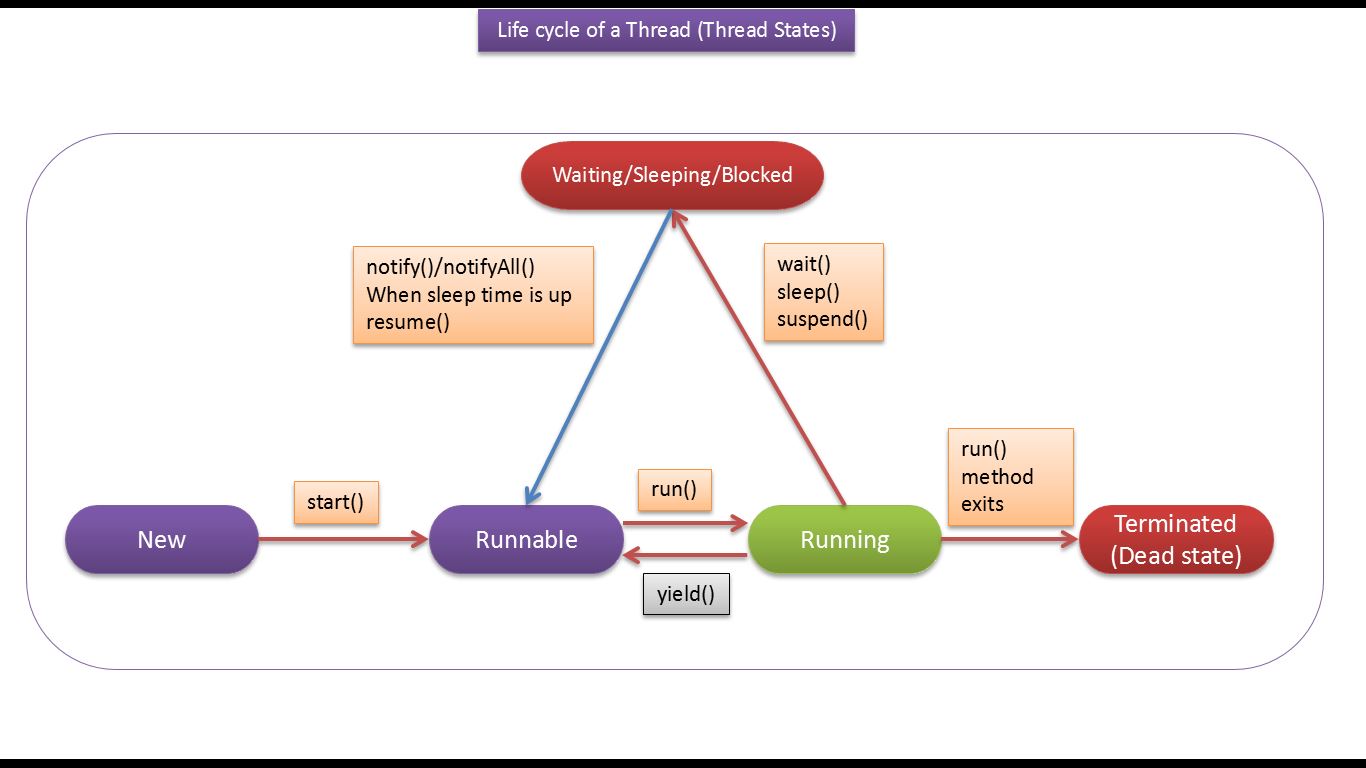 Life cycle of a Thread (Thread States)
Waiting/Sleeping/Blocked
notify()/notifyAll()
When sleep time is up
resume()
wait()
sleep()
suspend()
start()
run()
run()
method
exits
New
Runnable
Running
Terminated
(Dead state)
yield()